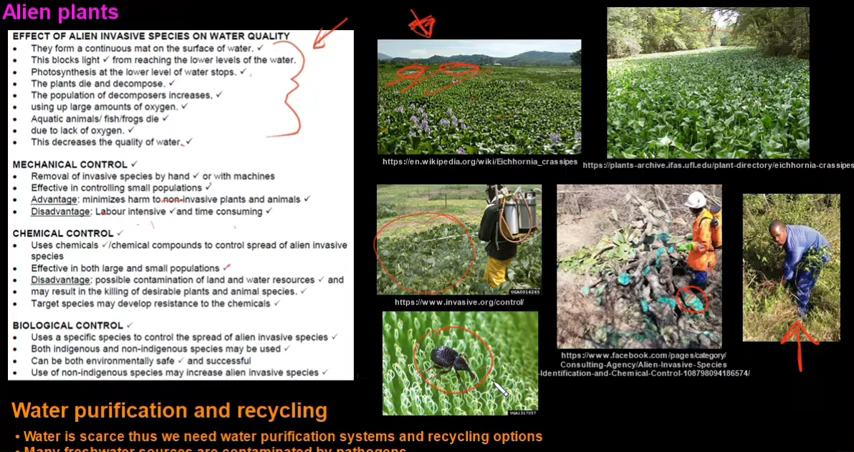 Alien plants
EFFECT OF ALIEN INVASIVE SPECIES ON WATER QUALITY
• They form a continuous mat on the surface of water. ✓
• This blocks light ✓ from reaching the lower levels of the water.
• Photosynthesis at the lower level of water stops. ✓
• The plants die and decompose. ✓
• The population of decomposers increases. ✓
• using up large amounts of oxygen. ✓
• Aquatic animals/ fish/frogs die ✓
• due to lack of oxygen. ✓
• This decreases the quality of water. ✓
MECHANICAL CONTROL ✓
• Removal of invasive species by hand ✓ or with machines
• Effective in controlling small populations ✓
• Advantage: minimizes harm to non-invasive plants and animals ✓
• Disadvantage: Labour intensive ✓ and time consuming ✓
CHEMICAL CONTROL ✓
• Uses chemicals ✓/chemical compounds to control spread of alien invasive
species
• Effective in both large and small populations ✓
• Disadvantage: possible contamination of land and water resources ✓ and
• may result in the killing of desirable plants and animal species. ✓
• Target species may develop resistance to the chemicals ✓
BIOLOGICAL CONTROL ✓
• Uses a specific species to control the spread of alien invasive species ✓
• Both indigenous and non-indigenous species may be used ✓
• Can be both environmentally safe ✓ and successful
• Use of non-indigenous species may increase alien invasive species ✓
https://en.wikipedia.org/wiki/Eichhornia_crassipes
https://plants-archive.ifas.ufl.edu/plant-directory/eichhornia-crassipes
https://www.invasive.org/control/
https://www.facebook.com/pages/category/
Consulting-Agency/Alien-Invasive-Species
-Identification-and-Chemical-Control-108798094186574/
Water purification and recycling
• Water is scarce thus we need water purification systems and recycling options
• Many freshwater sources are contaminated by pathogens